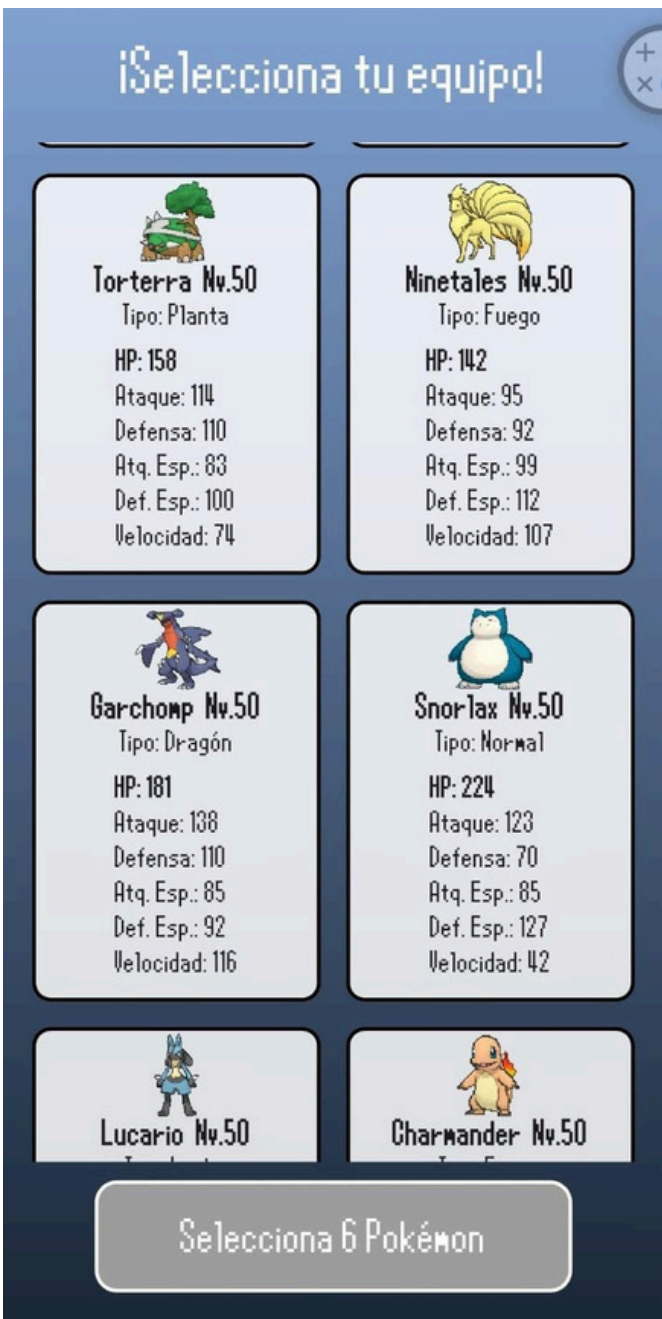 ¡Selecciona tu equipo!
Torterra Nv.50
Tipo: Planta
HP: 158
Ataque: 114
Defensa: 110
Atq. Esp.: 83
Def. Esp.: 100
Velocidad: 74
Ninetales Nv.50
Tipo: Fuego
HP: 142
Ataque: 95
Defensa: 92
Atq. Esp.: 99
Def. Esp.: 112
Velocidad: 107
Garchomp Nv.50
Tipo: Dragón
HP: 181
Ataque: 138
Defensa: 110
Atq. Esp.: 85
Def. Esp.: 92
Velocidad: 116
Snorlax Nv.50
Tipo: Normal
HP: 224
Ataque: 123
Defensa: 70
Atq. Esp.: 85
Def. Esp.: 127
Velocidad: 42
Lucario Nv.50
Charmander Nv.50
Selecciona 6 Pokémon